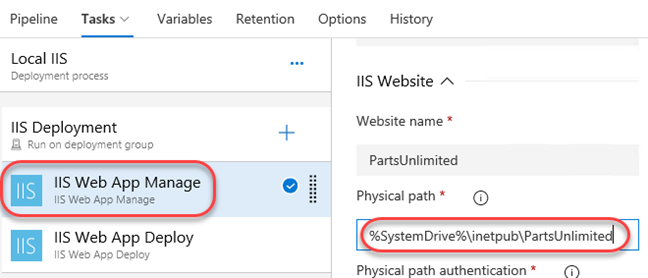 Pipeline Tasks Variables Retention Options History
Local IIS
Deployment process
...
IIS Deployment
Run on deployment group
IIS
IIS Web App Manage
IIS Web App Manage
IIS
IIS Web App Deploy
IIS Web App Deploy
IIS Website
Website name *
PartsUnlimited
Physical path *
%SystemDrive%\inetpub\PartsUnlimited
Physical path authentication *